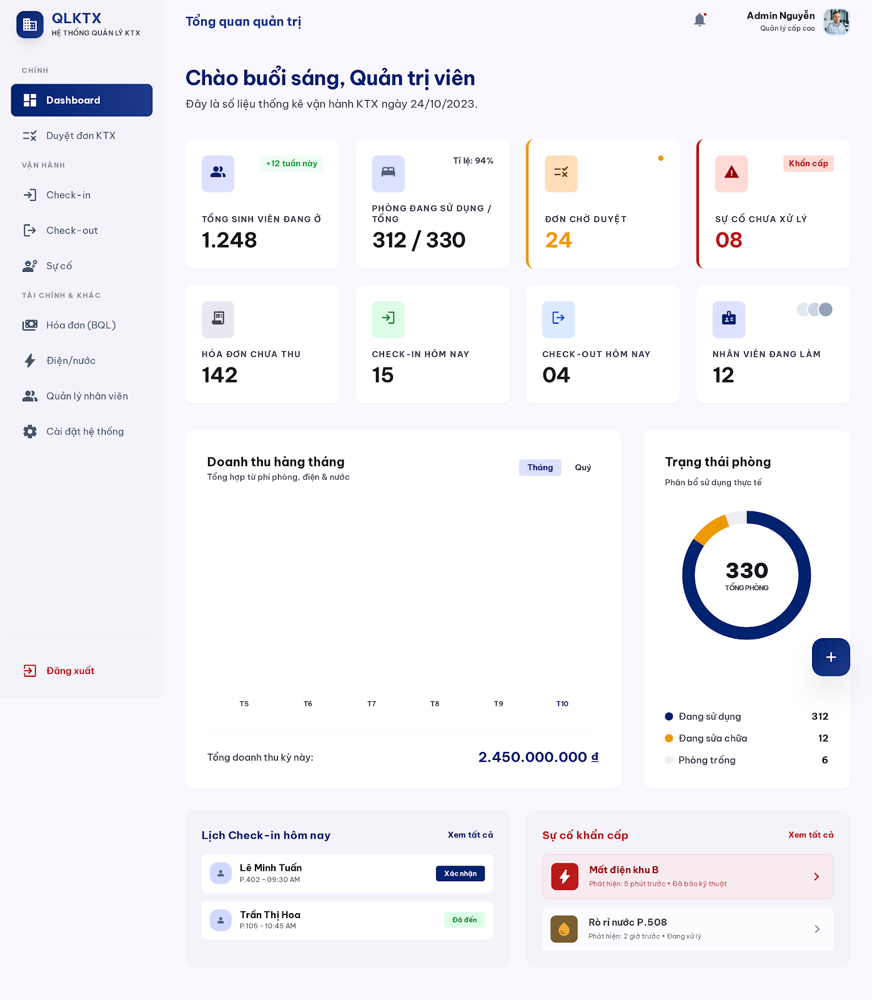 QLKTX
HỆ THỐNG QUẢN LÝ KTX
CHÍNH
Dashboard
Duyệt đơn KTX
VẬN HÀNH
Check-in
Check-out
Sự cố
TÀI CHÍNH & KHÁC
Hóa đơn (BQL)
Điện/nước
Quản lý nhân viên
Cài đặt hệ thống
Đăng xuất
Tổng quan quản trị
Admin Nguyễn
Quản lý cấp cao
Chào buổi sáng, Quản trị viên
Đây là số liệu thống kê vận hành KTX ngày 24/10/2023.
+12 tuần này
TỔNG SINH VIÊN ĐANG Ở
1.248
Tỉ lệ: 94%
PHÒNG ĐANG SỬ DỤNG /
TỔNG
312 / 330
ĐƠN CHỜ DUYỆT
24
Khẩn cấp
SỰ CỐ CHƯA XỬ LÝ
08
HÓA ĐƠN CHƯA THU
142
CHECK-IN HÔM NAY
15
CHECK-OUT HÔM NAY
04
NHÂN VIÊN ĐANG LÀM
12
Doanh thu hàng tháng
Tổng hợp từ phí phòng, điện & nước
Tháng
Quý
T5
T6
T7
T8
T9
T10
Tổng doanh thu kỳ này:
2.450.000.000 ₫
Trạng thái phòng
Phân bổ sử dụng thực tế
330
TỔNG PHÒNG
Đang sử dụng
312
Đang sửa chữa
12
Phòng trống
6
Lịch Check-in hôm nay
Xem tất cả
Lê Minh Tuấn
P.402 - 09:30 AM
Xác nhận
Trần Thị Hoa
P.105 - 10:45 AM
Đã đến
Sự cố khẩn cấp
Xem tất cả
Mất điện khu B
Phát hiện: 5 phút trước • Đã báo kỹ thuật
Rò rỉ nước P.508
Phát hiện: 2 giờ trước • Đang xử lý